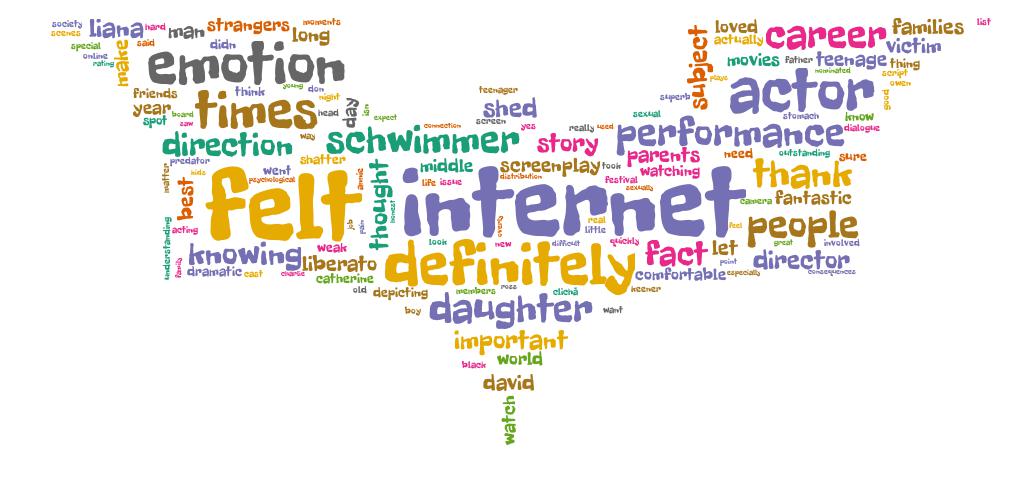 society
liana
hard
man
strangers
moments
long
scenes
special
said
didn
online
rating
make
emotion
friends
think
young
don
night
year
times
head
day
spot
board
saw
way
isn
expect
direction
schwimmer
connection
teenager
shed
screen
yes
really
used
story
subject
loved
actually
career
families
list
victim
movies
father
teenage
thing
nominated
script
owen
plays
superb
actor
good
sexual
stomach
know
performance
dialogue
predator
went
shatter
kids
psychological
matter
best
acting
felt
annie
thought
honest
job
pain
middle
life
issue
screenplay
took
distribution
festival
sexually
parents
watching
need
outstanding
sure
thank
camera
fantastic
internet
real
little
feel
people
great
involved
understanding
family
knowing
weak
liberato
look
every
new
difficult
quickly
fact
let
point
director
consequences
dramatic
cast
charlie
catherine
definitely
comfortable
especially
old
depicting
members
ross
clichã
keener
boy
daughter
want
important
black
world
david
watch